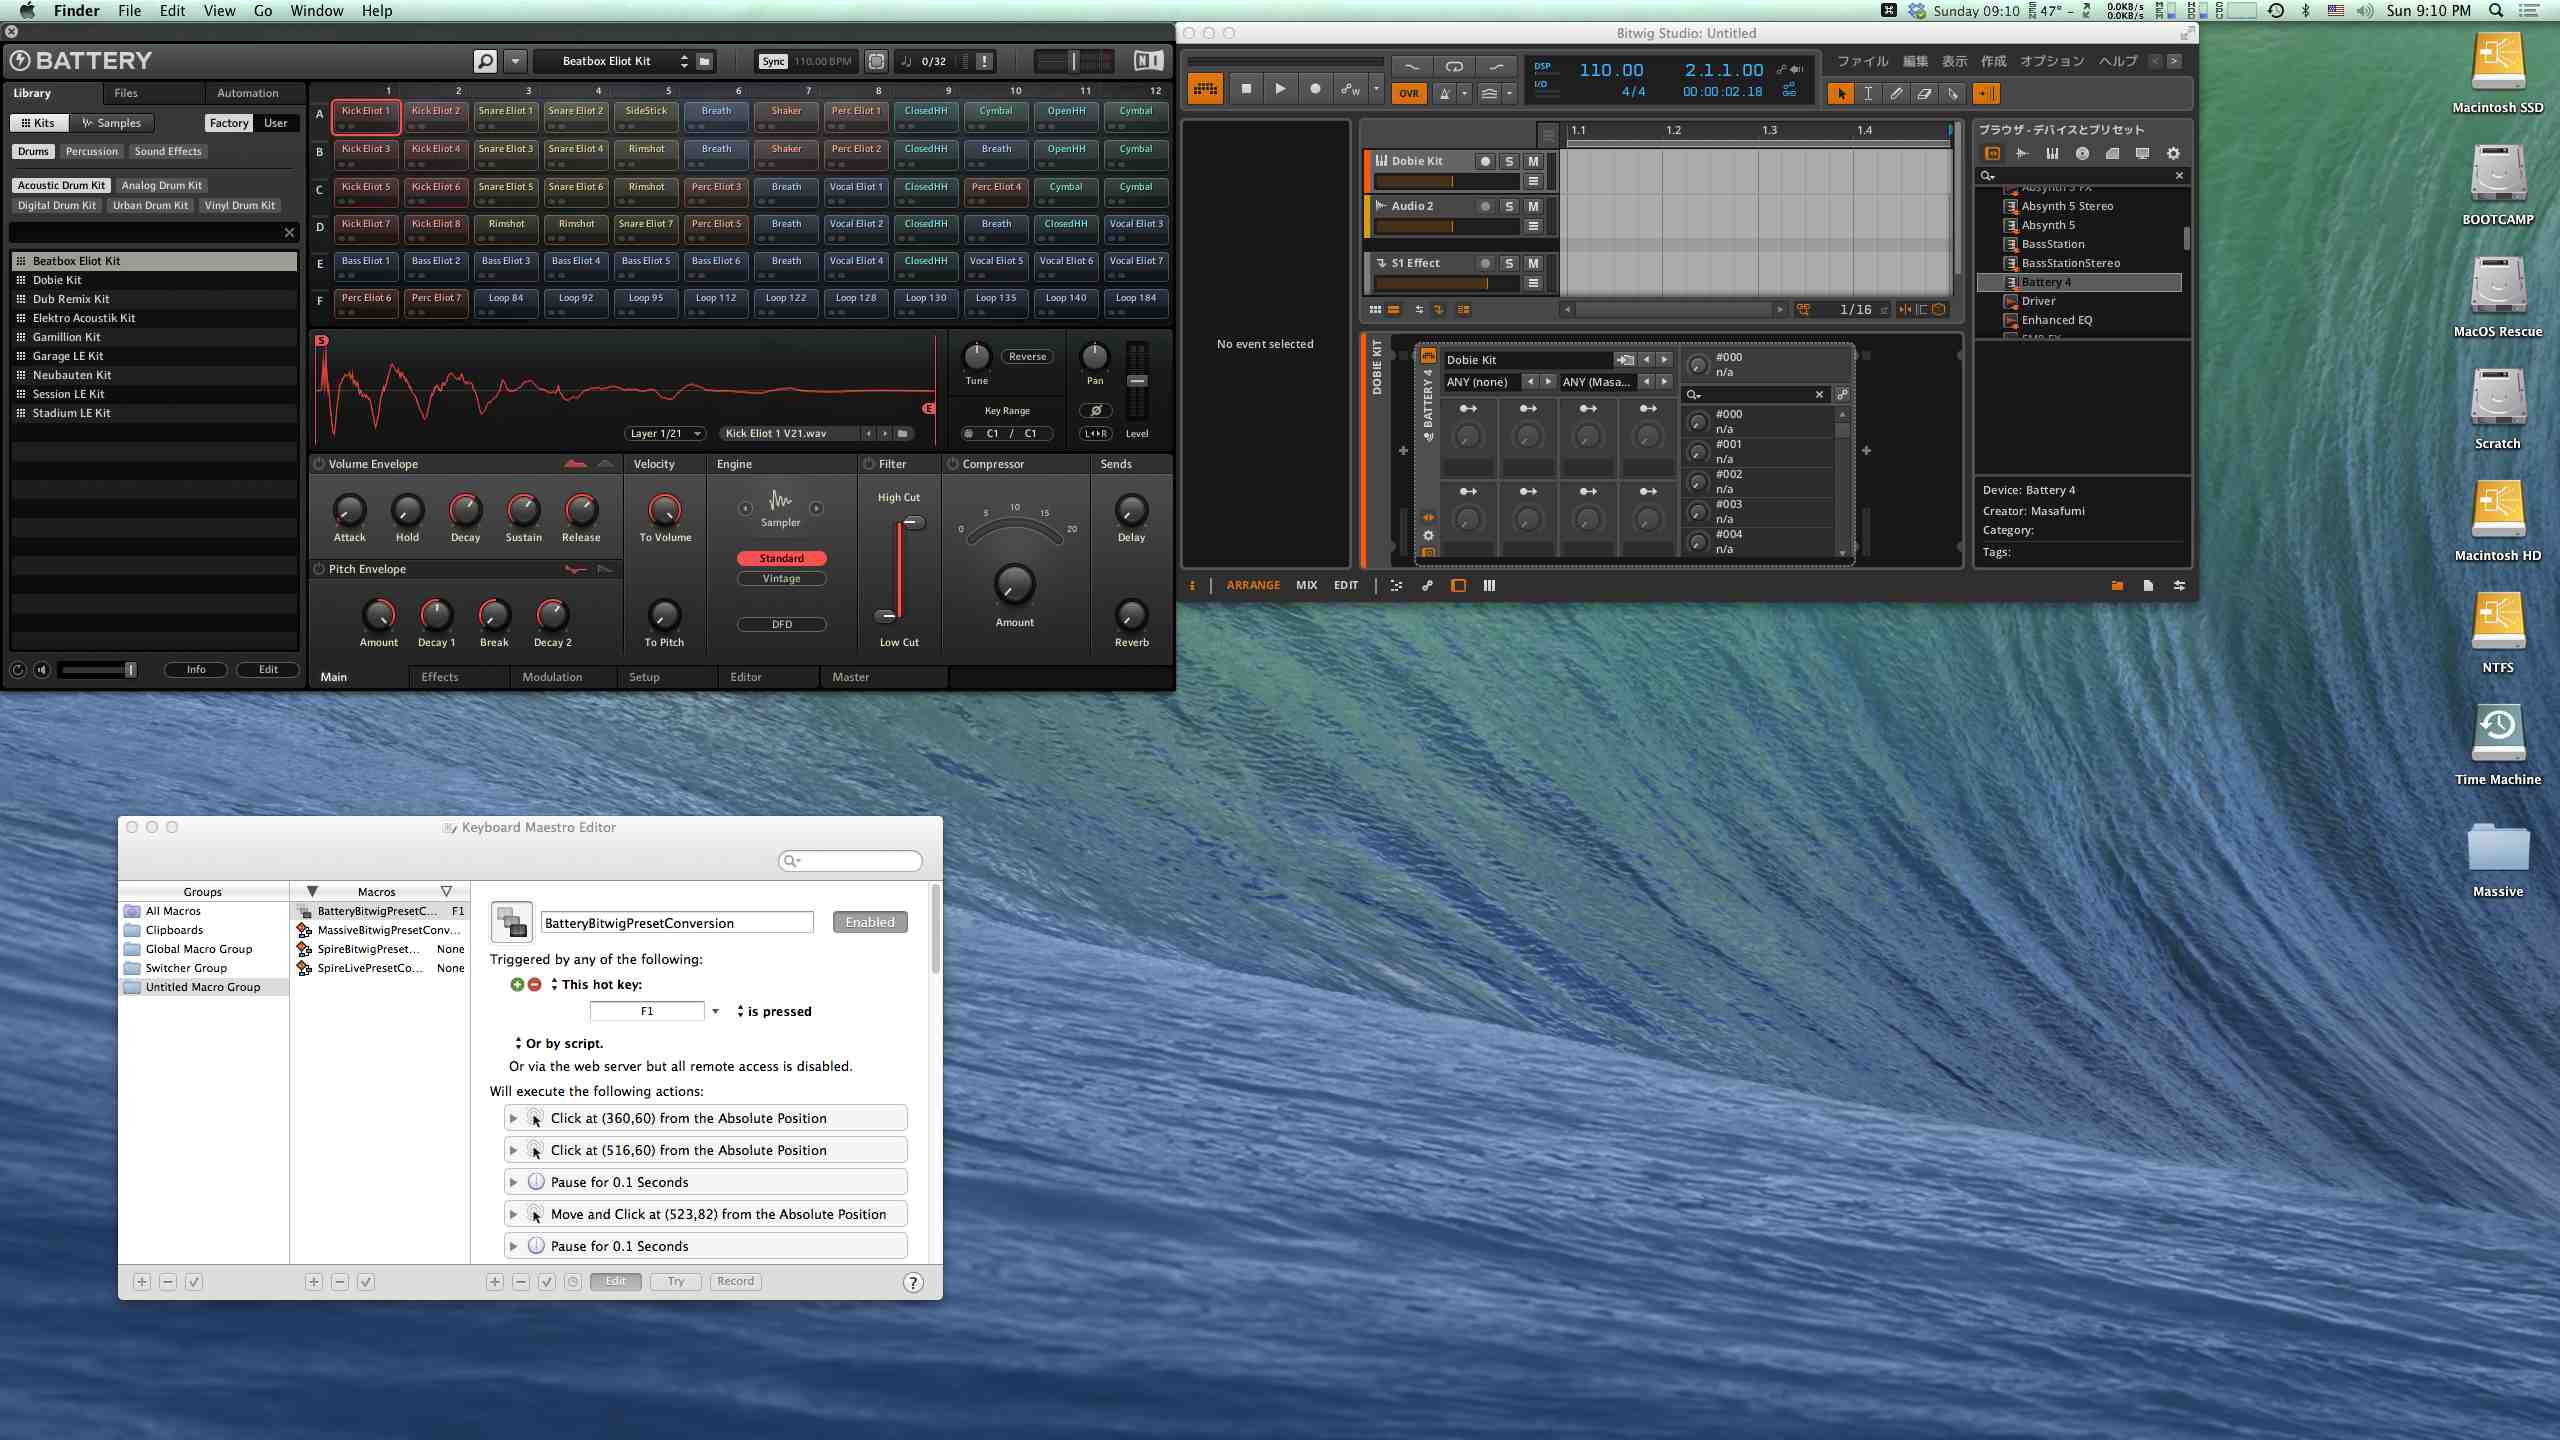 Finder File Edit View Go Window Help
Sunday 09:10 47° 0.0KB/s 0.0KB/s Sun 9:10 PM
BATTERY
Beatbox Eliot Kit
Sync 110.00 BPM 0/32
Library Files Automation
Kits Samples Factory User
Drums Percussion Sound Effects
Acoustic Drum Kit Analog Drum Kit
Digital Drum Kit Urban Drum Kit Vinyl Drum Kit
Beatbox Eliot Kit
Dobie Kit
Dub Remix Kit
Elektro Acoustik Kit
Gamillion Kit
Garage LE Kit
Neubauten Kit
Session LE Kit
Stadium LE Kit
Info Edit
1 2 3 4 5 6 7 8 9 10 11 12
A Kick Eliot 1 Kick Eliot 2 Snare Eliot 1 Snare Eliot 2 SideStick Breath Shaker Perc Eliot 1 ClosedHH Cymbal OpenHH Cymbal
B Kick Eliot 3 Kick Eliot 4 Snare Eliot 3 Snare Eliot 4 Rimshot Breath Shaker Perc Eliot 2 ClosedHH Breath OpenHH Cymbal
C Kick Eliot 5 Kick Eliot 6 Snare Eliot 5 Snare Eliot 6 Rimshot Perc Eliot 3 Breath Vocal Eliot 1 ClosedHH Perc Eliot 4 Cymbal Cymbal
D Kick Eliot 7 Kick Eliot 8 Rimshot Rimshot Snare Eliot 7 Perc Eliot 5 Breath Vocal Eliot 2 ClosedHH Breath ClosedHH Vocal Eliot 3
E Bass Eliot 1 Bass Eliot 2 Bass Eliot 3 Bass Eliot 4 Bass Eliot 5 Bass Eliot 6 Breath Vocal Eliot 4 ClosedHH Vocal Eliot 5 Vocal Eliot 6 Vocal Eliot 7
F Perc Eliot 6 Perc Eliot 7 Loop 84 Loop 92 Loop 95 Loop 112 Loop 122 Loop 128 Loop 130 Loop 135 Loop 140 Loop 184
S
E
Layer 1/21 Kick Eliot 1 V21.wav
Tune Reverse
Key Range
C1 / C1
Pan
L R Level
Volume Envelope Velocity Engine Filter Compressor Sends
Attack Hold Decay Sustain Release To Volume
Sampler
Standard
Vintage
DFD
High Cut
Low Cut
0 5 10 15 20
Amount
Delay
Reverb
Pitch Envelope
Amount Decay 1 Break Decay 2 To Pitch
Main Effects Modulation Setup Editor Master
Bitwig Studio: Untitled
OVR
DSP
I/O
110.00 2.1.1.00
4/4 00:00:02.18
ファイル 編集 表示 作成 オプション ヘルプ
No event selected
1.1 1.2 1.3 1.4
Dobie Kit S M
Audio 2 S M
S1 Effect S M
1/16
DOBIE KIT
BATTERY 4
Dobie Kit
ANY (none) ANY (Masa...
#000
n/a
#000
n/a
#001
n/a
#002
n/a
#003
n/a
#004
n/a
ARRANGE MIX EDIT
ブラウザ - デバイスとプリセット
Absynth 5 FX
Absynth 5 Stereo
Absynth 5
BassStation
BassStationStereo
Battery 4
Driver
Enhanced EQ
Device: Battery 4
Creator: Masafumi
Category:
Tags:
Macintosh SSD
BOOTCAMP
MacOS Rescue
Scratch
Macintosh HD
NTFS
Time Machine
Massive
Keyboard Maestro Editor
Groups Macros
All Macros
Clipboards
Global Macro Group
Switcher Group
Untitled Macro Group
BatteryBitwigPresetC... F1
MassiveBitwigPresetConv...
SpireBitwigPreset... None
SpireLivePresetCo... None
BatteryBitwigPresetConversion Enabled
Triggered by any of the following:
This hot key:
F1 is pressed
Or by script.
Or via the web server but all remote access is disabled.
Will execute the following actions:
Click at (360,60) from the Absolute Position
Click at (516,60) from the Absolute Position
Pause for 0.1 Seconds
Move and Click at (523,82) from the Absolute Position
Pause for 0.1 Seconds
Edit Try Record ?